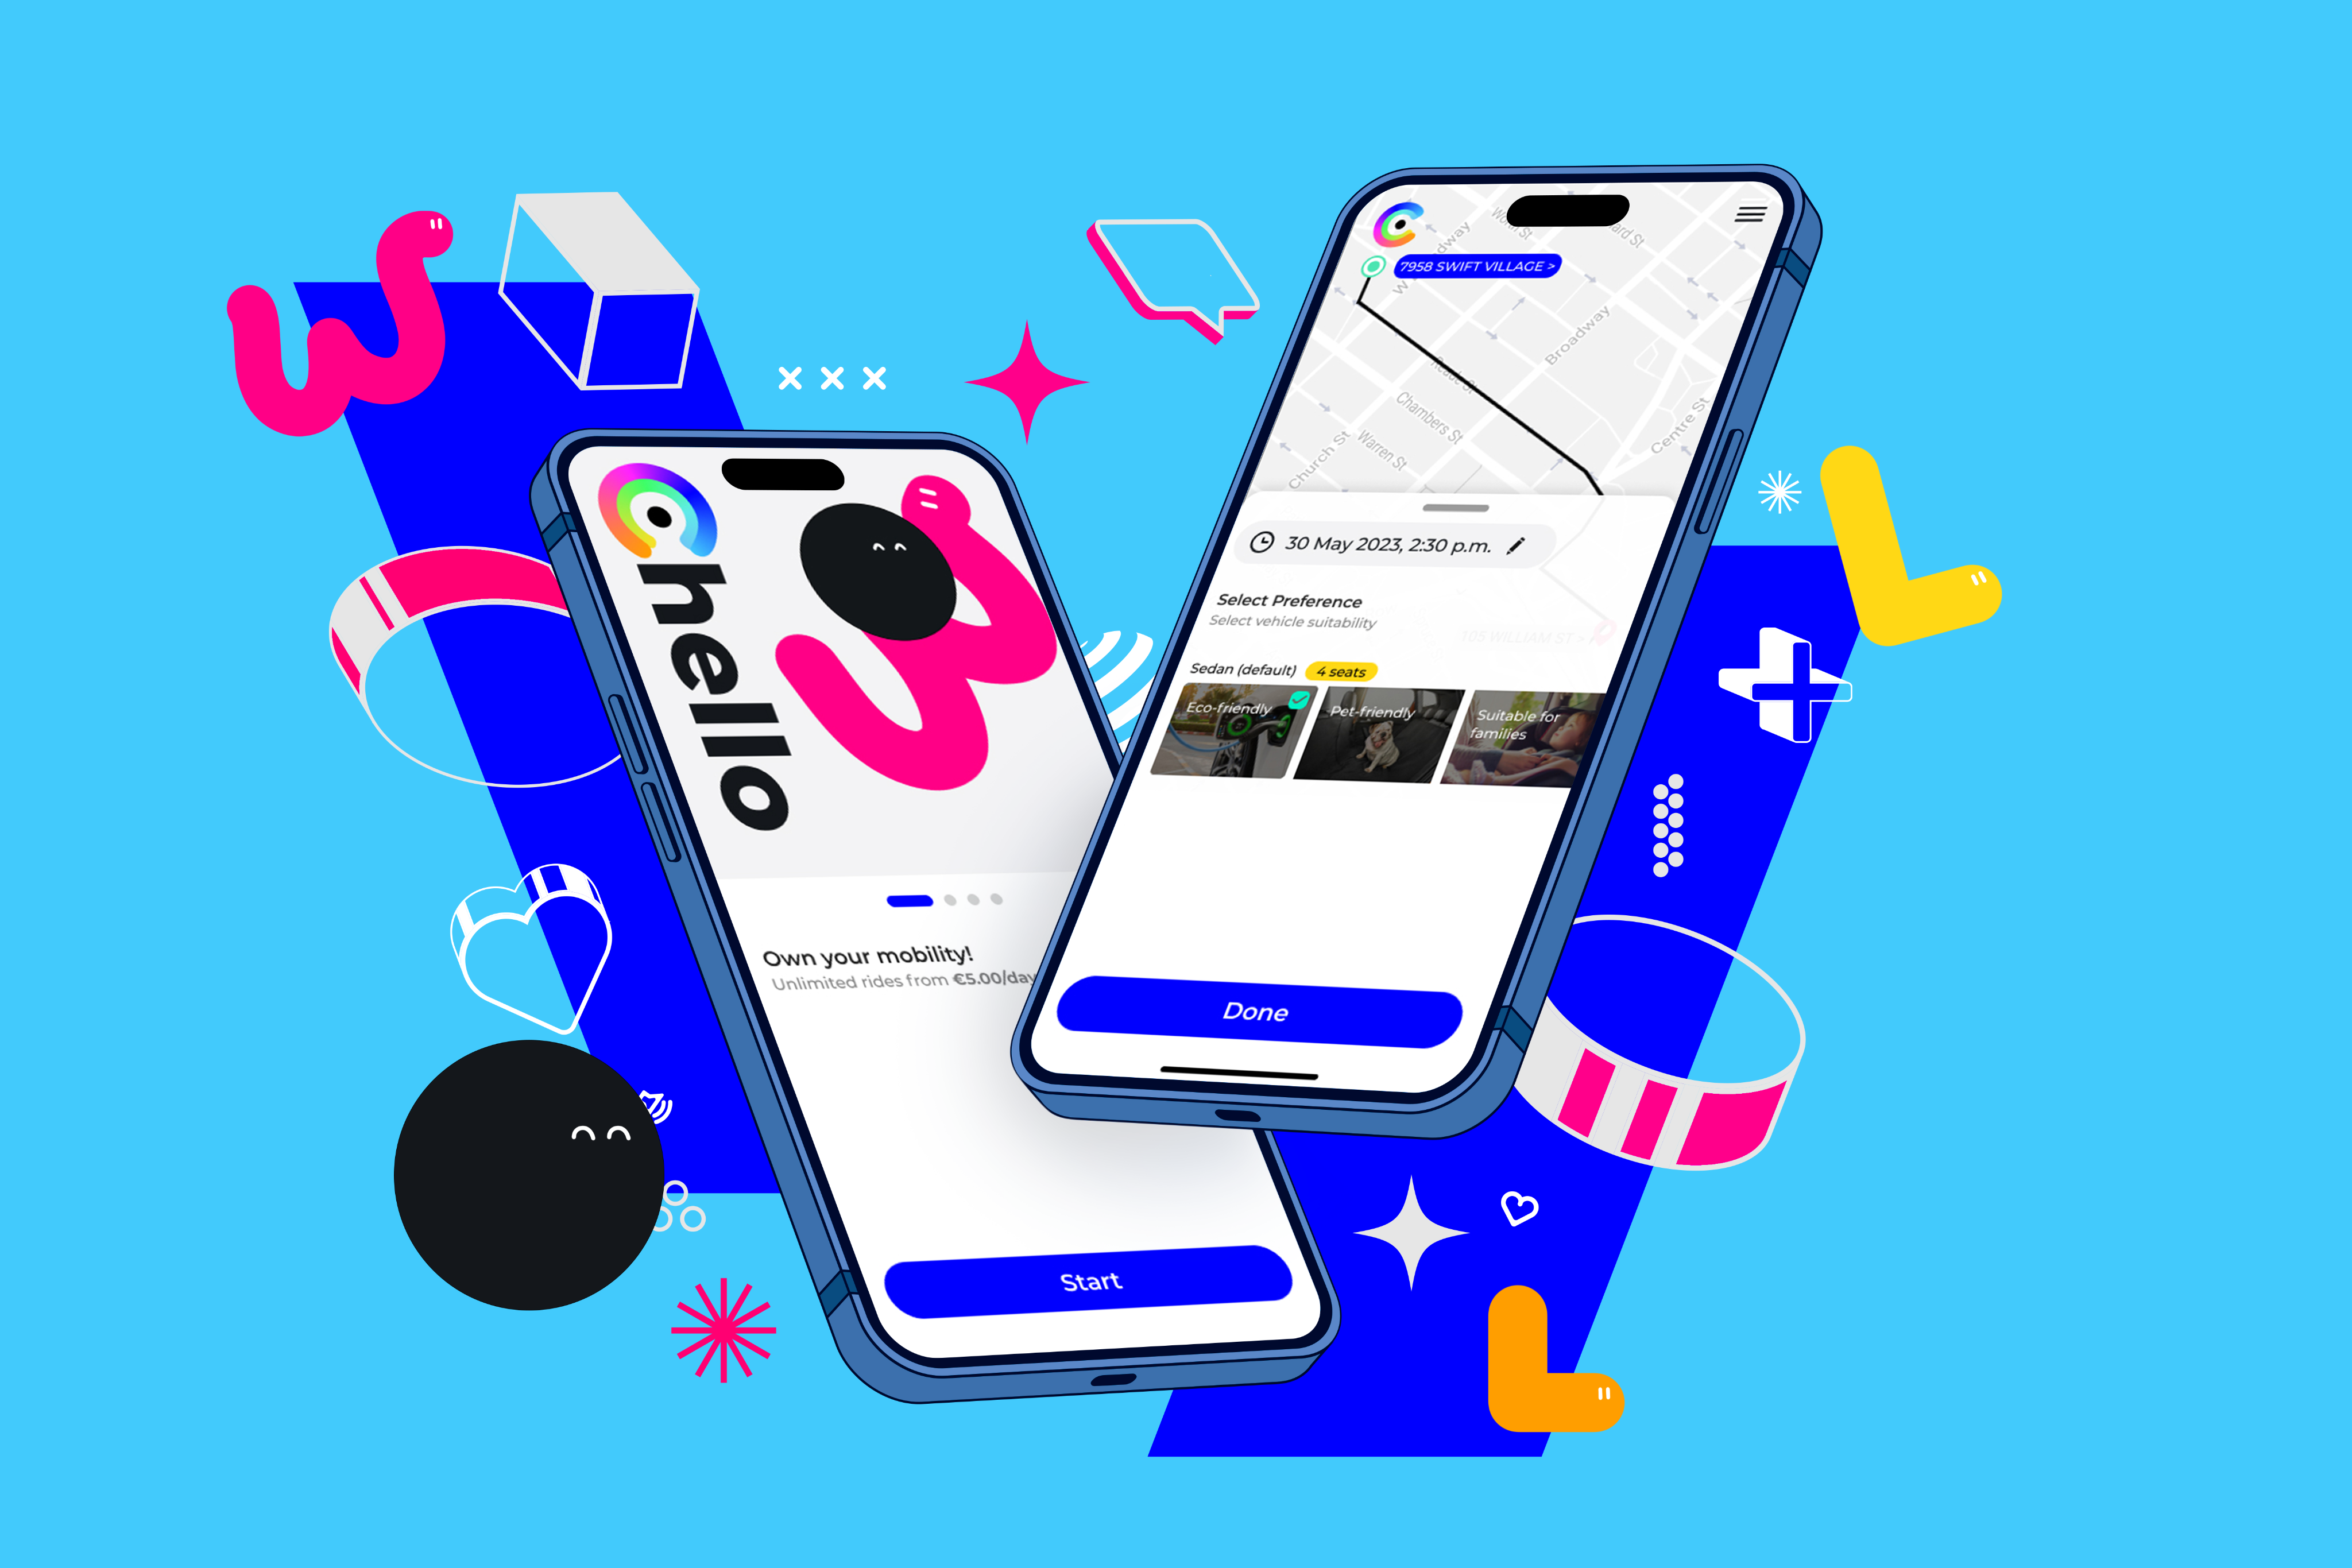 Chello
Own your mobility!
Unlimited rides from €5.00/day
Start
7958 SWIFT VILLAGE >
Broadway
Chambers St
Warren St
Church St
Centre St
30 May 2023, 2:30 p.m.
Select Preference
Select vehicle suitability
105 WILLIAM ST >
Sedan (default)
4 seats
Eco-friendly
Pet-friendly
Suitable for
families
Done